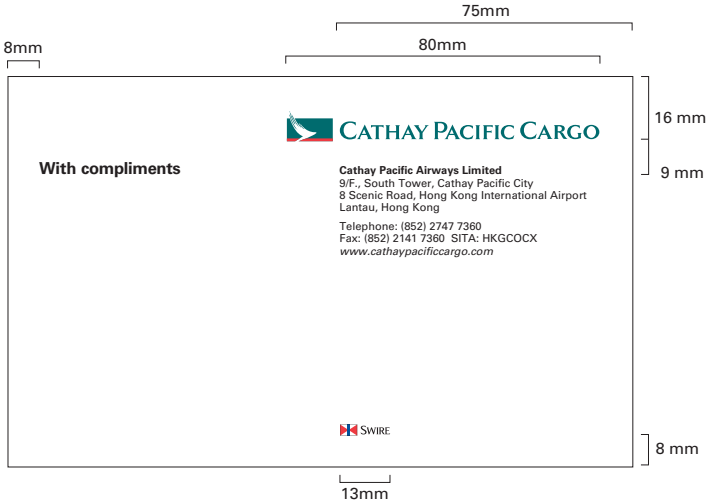 75mm
80mm
8mm
16 mm
CATHAY PACIFIC CARGO
With compliments
9 mm
Cathay Pacific Airways Limited
9/F., South Tower, Cathay Pacific City
8 Scenic Road, Hong Kong International Airport
Lantau, Hong Kong
Telephone: (852) 2747 7360
Fax: (852) 2141 7360 SITA: HKGCOCX
www.cathaypacificcargo.com
SWIRE
8 mm
13mm